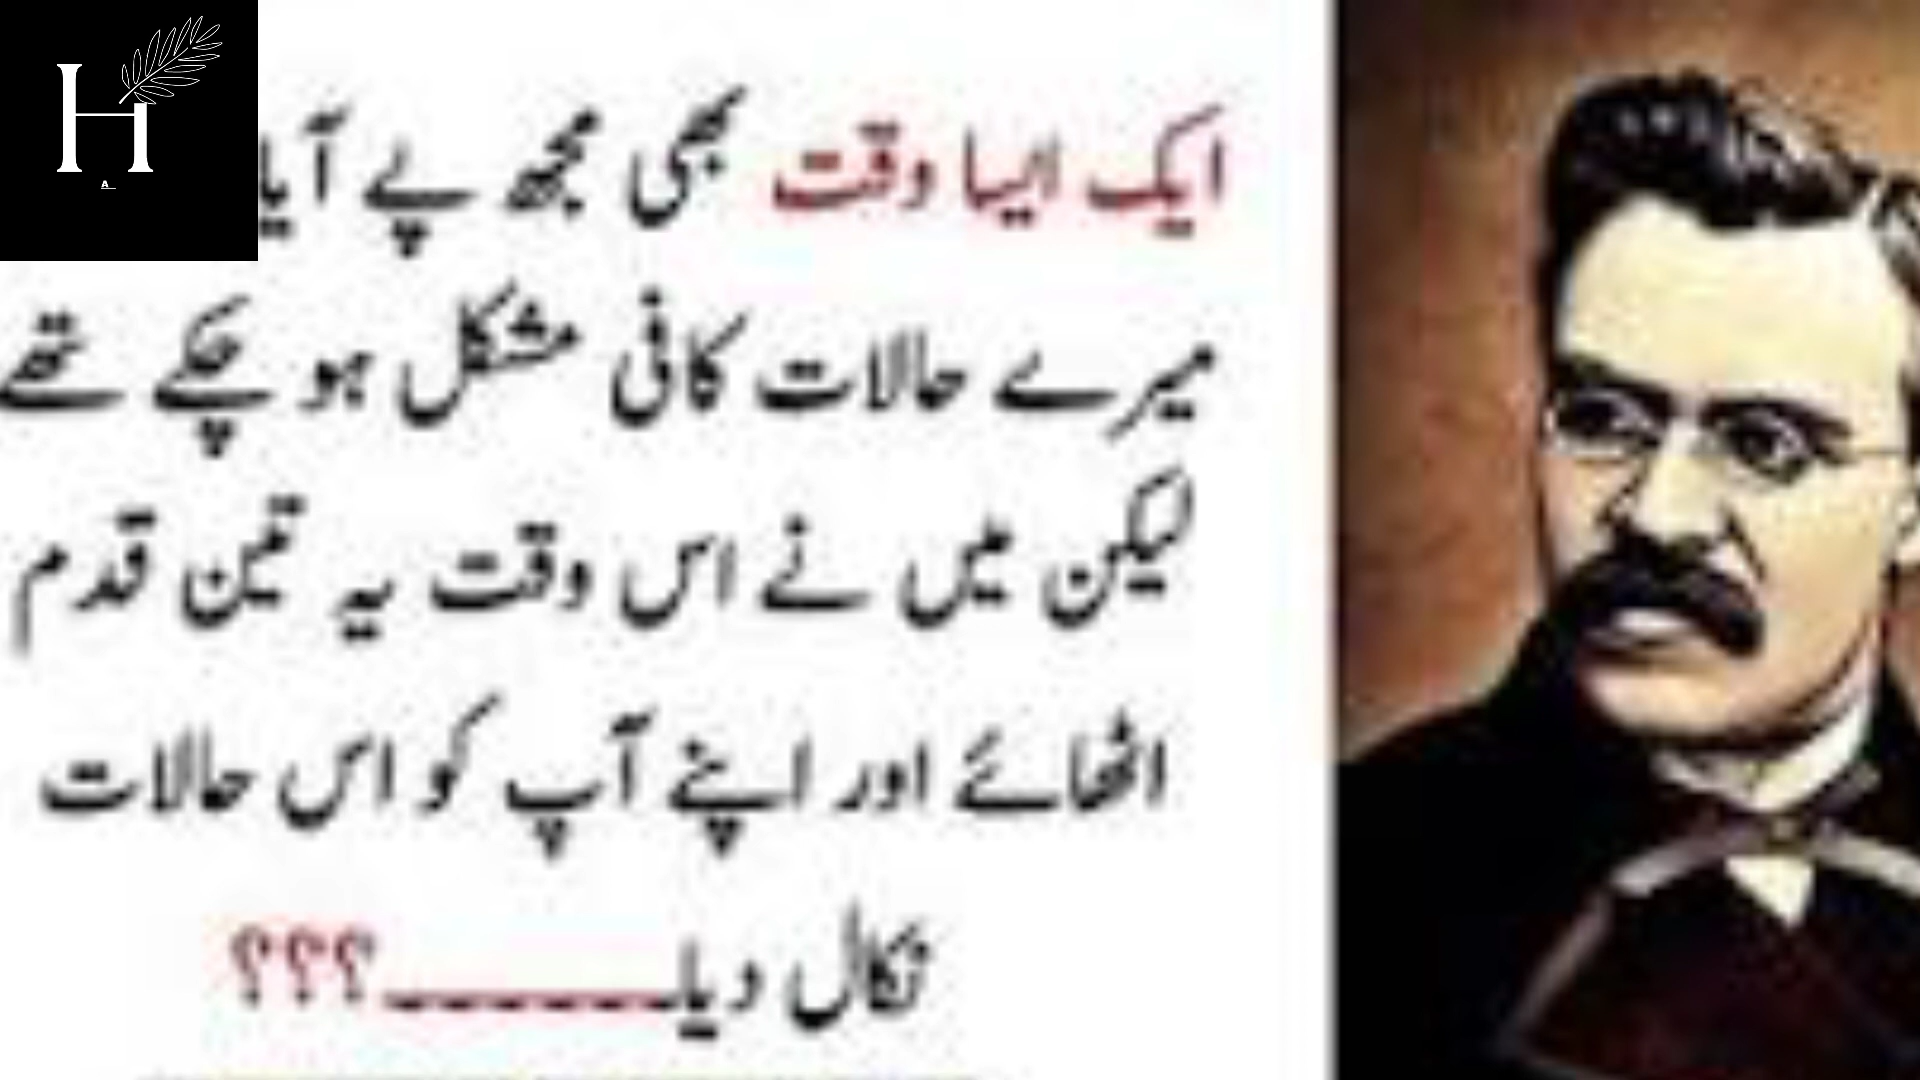 H
A
ایک ایسا وقت بھی مجھ پے آیا
میرے حالات کافی مشکل ہو چکے تھے
لیکن میں نے اس وقت یہ تین قدم
اٹھائے اور اپنے آپ کو اس حالات
نکال دیا______؟؟؟